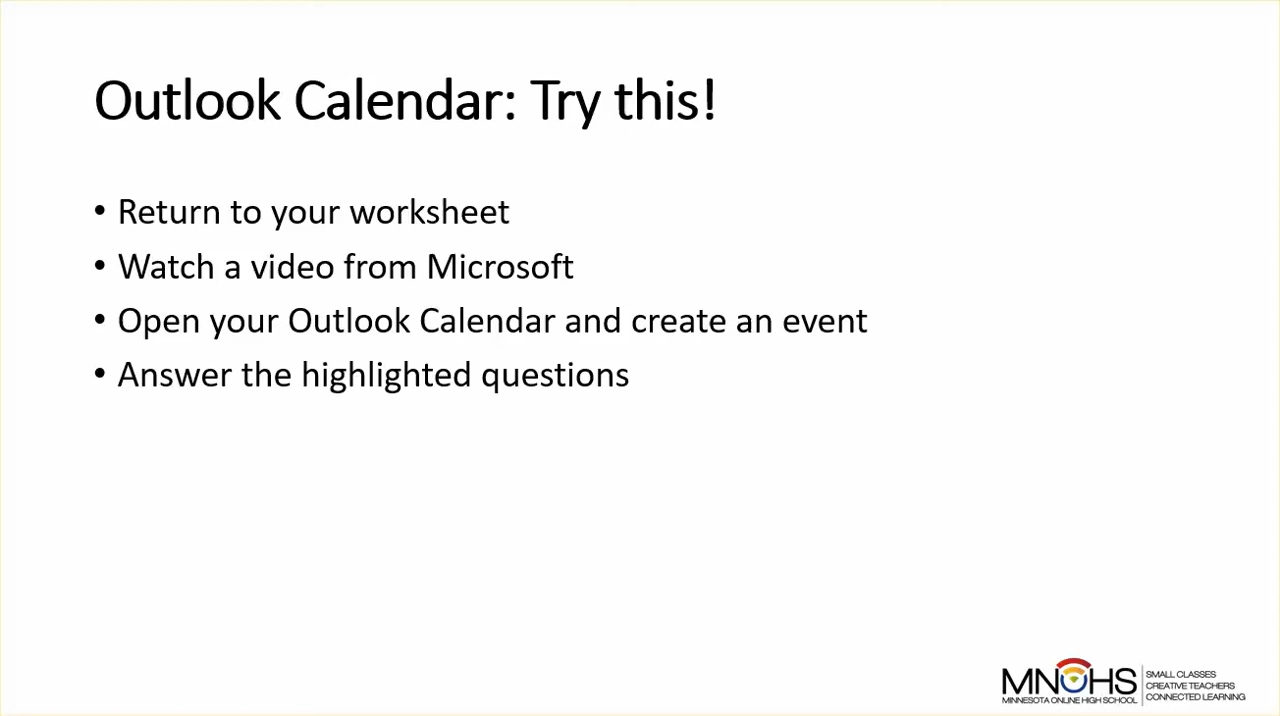 Outlook Calendar: Try this!
• Return to your worksheet
• Watch a video from Microsoft
• Open your Outlook Calendar and create an event
• Answer the highlighted questions
MNOHS
MINNESOTA ONLINE HIGH SCHOOL
SMALL CLASSES
CREATIVE TEACHERS
CONNECTED LEARNING